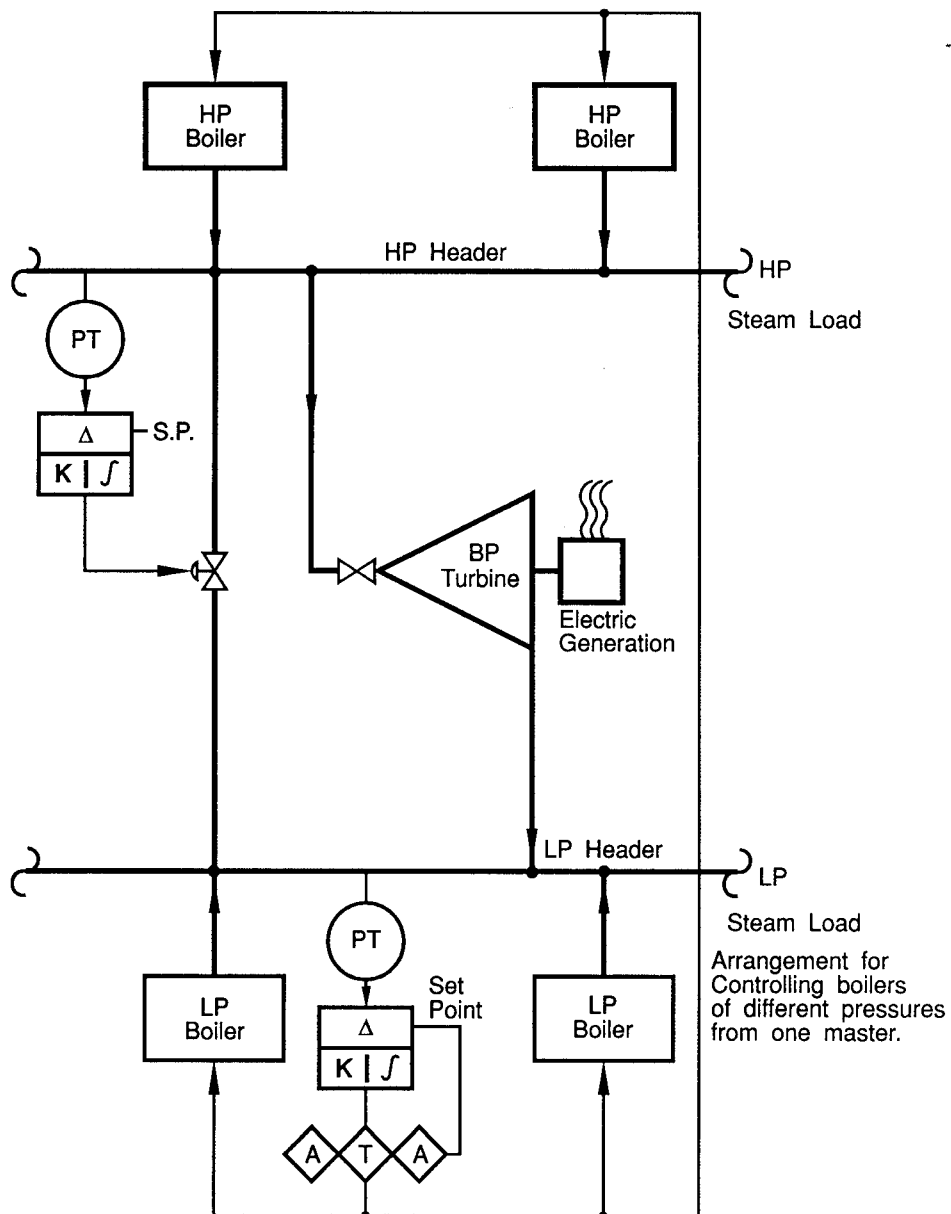 HP
Boiler
HP
Boiler
HP Header
HP
Steam Load
PT
Δ
S.P.
K | ∫
BP
Turbine
Electric
Generation
LP Header
LP
Steam Load
PT
LP
Boiler
Set
Point
Δ
K | ∫
LP
Boiler
Arrangement for
Controlling boilers
of different pressures
from one master.
A T A